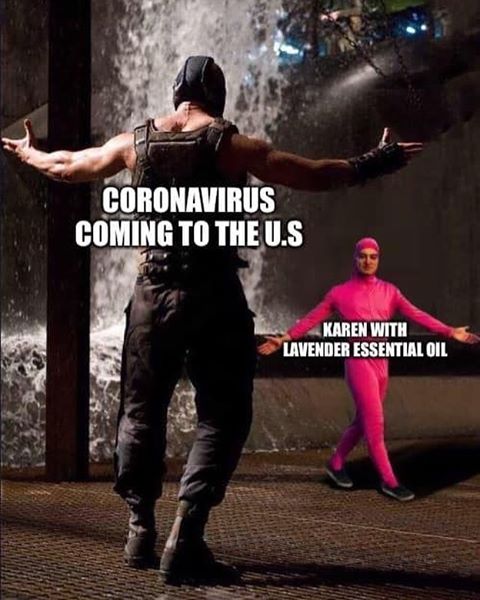 CORONAVIRUS
COMING TO THE U.S
KAREN WITH
LAVENDER ESSENTIAL OIL